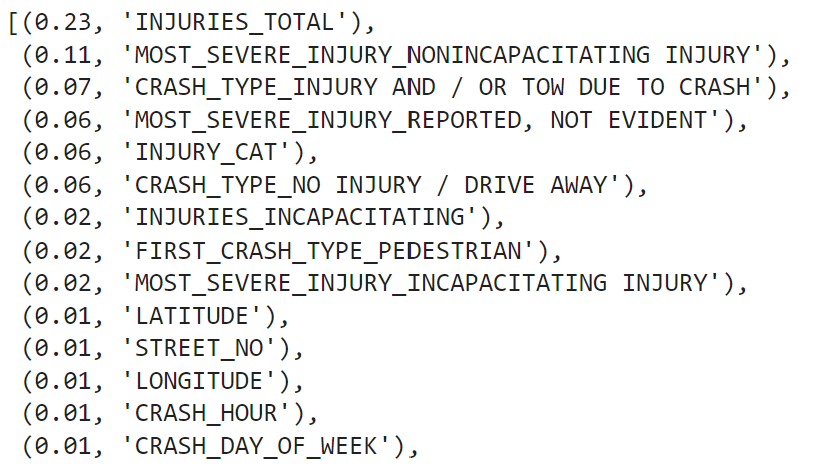 [(0.23, 'INJURIES_TOTAL'),
(0.11, 'MOST_SEVERE_INJURY_NONINCAPACITATING INJURY'),
(0.07, 'CRASH_TYPE_INJURY AND / OR TOW DUE TO CRASH'),
(0.06, 'MOST_SEVERE_INJURY_REPORTED, NOT EVIDENT'),
(0.06, 'INJURY_CAT'),
(0.06, 'CRASH_TYPE_NO INJURY / DRIVE AWAY'),
(0.02, 'INJURIES_INCAPACITATING'),
(0.02, 'FIRST_CRASH_TYPE_PEDESTRIAN'),
(0.02, 'MOST_SEVERE_INJURY_INCAPACITATING INJURY'),
(0.01, 'LATITUDE'),
(0.01, 'STREET_NO'),
(0.01, 'LONGITUDE'),
(0.01, 'CRASH_HOUR'),
(0.01, 'CRASH_DAY_OF_WEEK'),